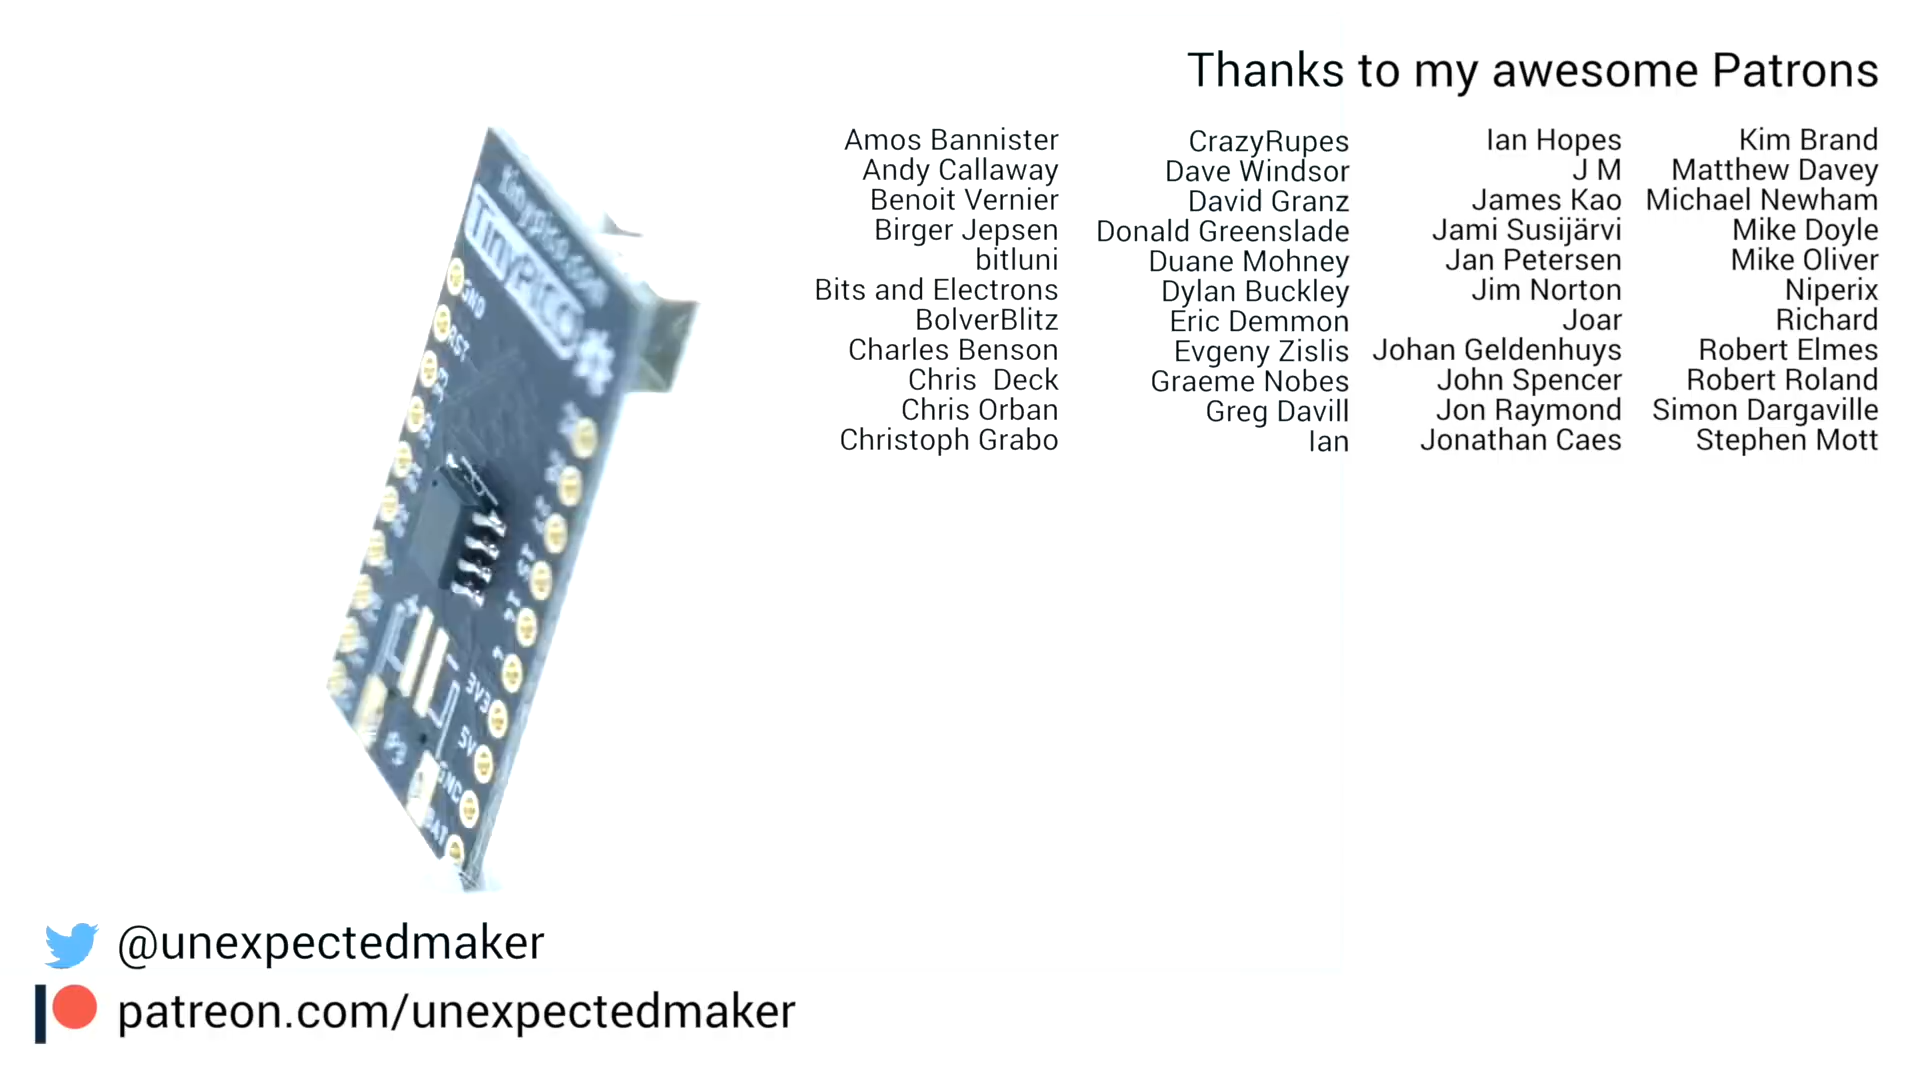 Thanks to my awesome Patrons
Amos Bannister
Andy Callaway
Benoit Vernier
Birger Jepsen
bitluni
Bits and Electrons
BolverBlitz
Charles Benson
Chris  Deck
Chris Orban
Christoph Grabo
CrazyRupes
Dave Windsor
David Granz
Donald Greenslade
Duane Mohney
Dylan Buckley
Eric Demmon
Evgeny Zislis
Graeme Nobes
Greg Davill
Ian
Ian Hopes
J M
James Kao
Jami Susijärvi
Jan Petersen
Jim Norton
Joar
Johan Geldenhuys
John Spencer
Jon Raymond
Jonathan Caes
Kim Brand
Matthew Davey
Michael Newham
Mike Doyle
Mike Oliver
Niperix
Richard
Robert Elmes
Robert Roland
Simon Dargaville
Stephen Mott
tinypico.com
TinyPICO
GND
RST
3V3
5V
GND
BAT
@unexpectedmaker
patreon.com/unexpectedmaker